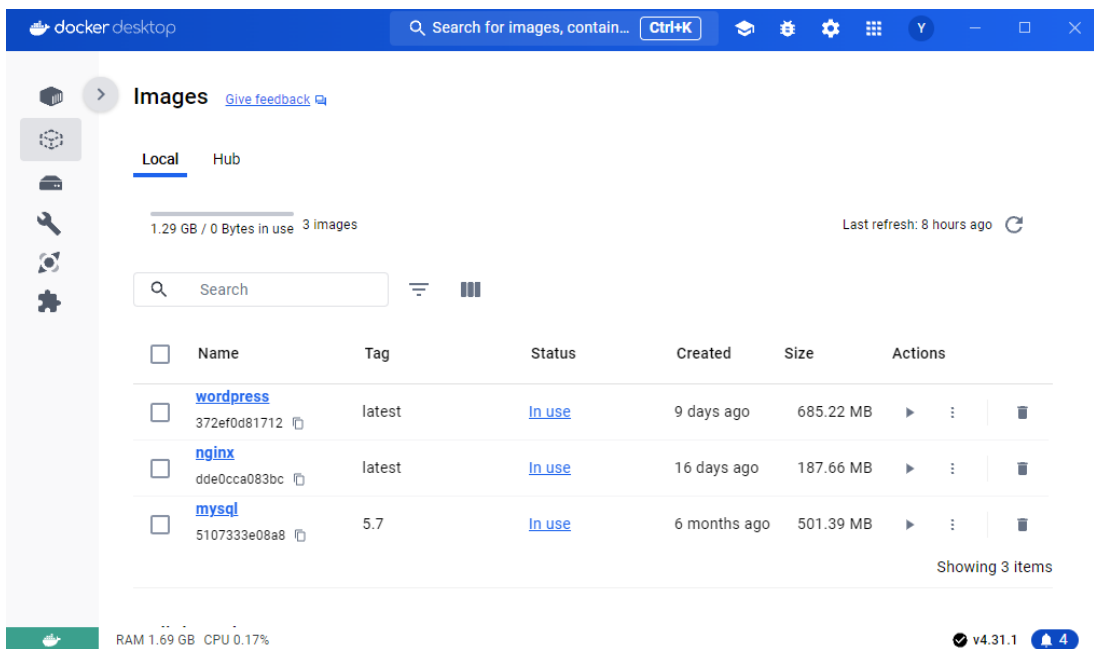 docker desktop
Search for images, contain... Ctrl+K
Y
Images Give feedback
Local Hub
1.29 GB / 0 Bytes in use 3 images
Last refresh: 8 hours ago
Search
Name Tag Status Created Size Actions
wordpress
372ef0d81712 latest In use 9 days ago 685.22 MB
nginx
dde0cca083bc latest In use 16 days ago 187.66 MB
mysql
5107333e08a8 5.7 In use 6 months ago 501.39 MB
Showing 3 items
RAM 1.69 GB CPU 0.17%
v4.31.1 4